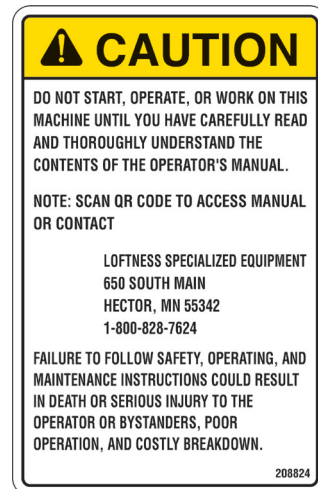 CAUTION
DO NOT START, OPERATE, OR WORK ON THIS
MACHINE UNTIL YOU HAVE CAREFULLY READ
AND THOROUGHLY UNDERSTAND THE
CONTENTS OF THE OPERATOR'S MANUAL.
NOTE: SCAN QR CODE TO ACCESS MANUAL
OR CONTACT
LOFTNESS SPECIALIZED EQUIPMENT
650 SOUTH MAIN
HECTOR, MN 55342
1-800-828-7624
FAILURE TO FOLLOW SAFETY, OPERATING, AND
MAINTENANCE INSTRUCTIONS COULD RESULT
IN DEATH OR SERIOUS INJURY TO THE
OPERATOR OR BYSTANDERS, POOR
OPERATION, AND COSTLY BREAKDOWN.
208824